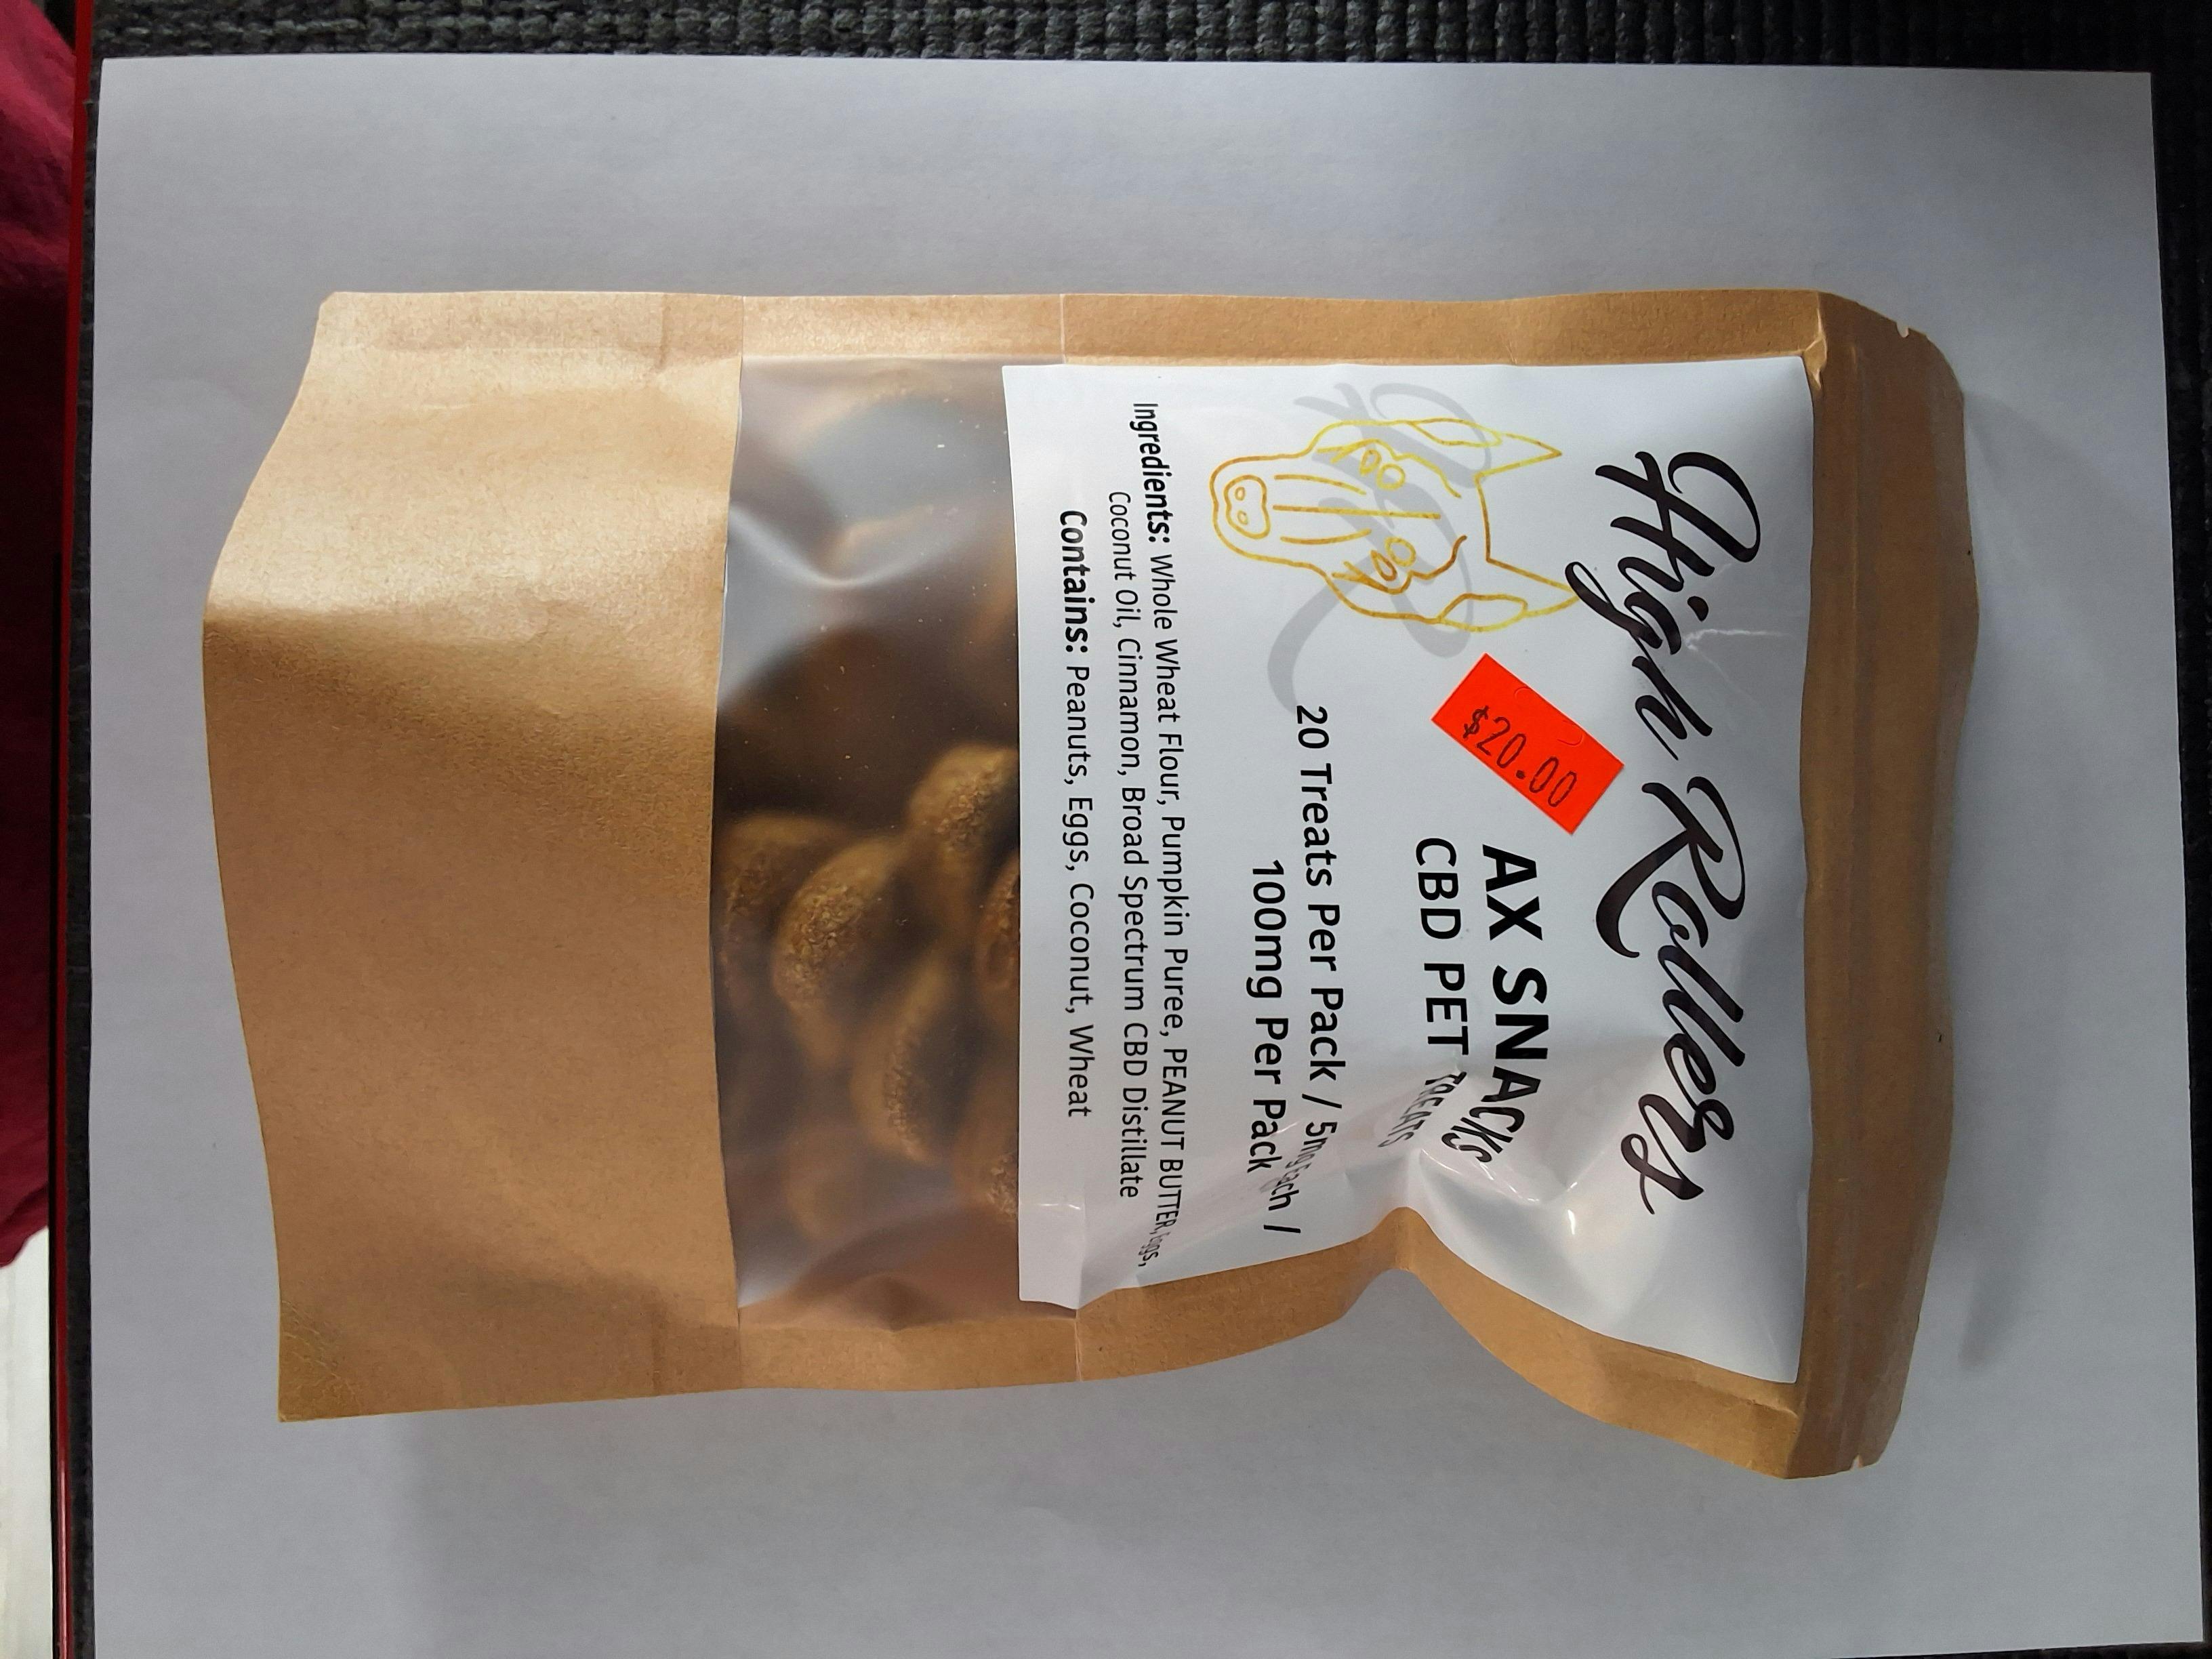 High Rollers
$20.00
AX SNACKS
CBD PET TREATS
20 Treats Per Pack / 5mg Each /
100mg Per Pack
Ingredients: Whole Wheat Flour, Pumpkin Puree, PEANUT BUTTER, Eggs,
Coconut Oil, Cinnamon, Broad Spectrum CBD Distillate
Contains: Peanuts, Eggs, Coconut, Wheat